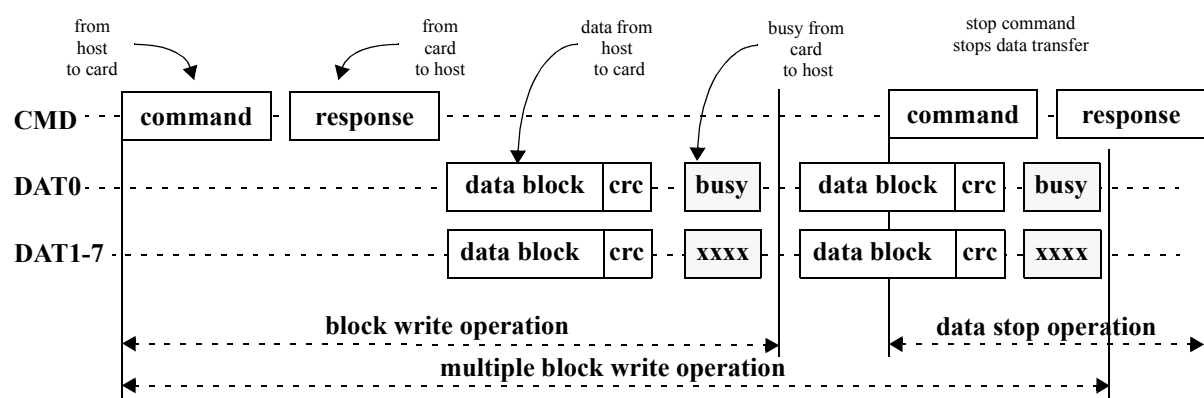 from
host
to card
from
card
to host
data from
host
to card
busy from
card
to host
stop command
stops data transfer
CMD
command
response
command
response
DAT0
data block
crc
busy
data block
crc
busy
DAT1-7
data block
crc
xxxx
data block
crc
xxxx
block write operation
data stop operation
multiple block write operation